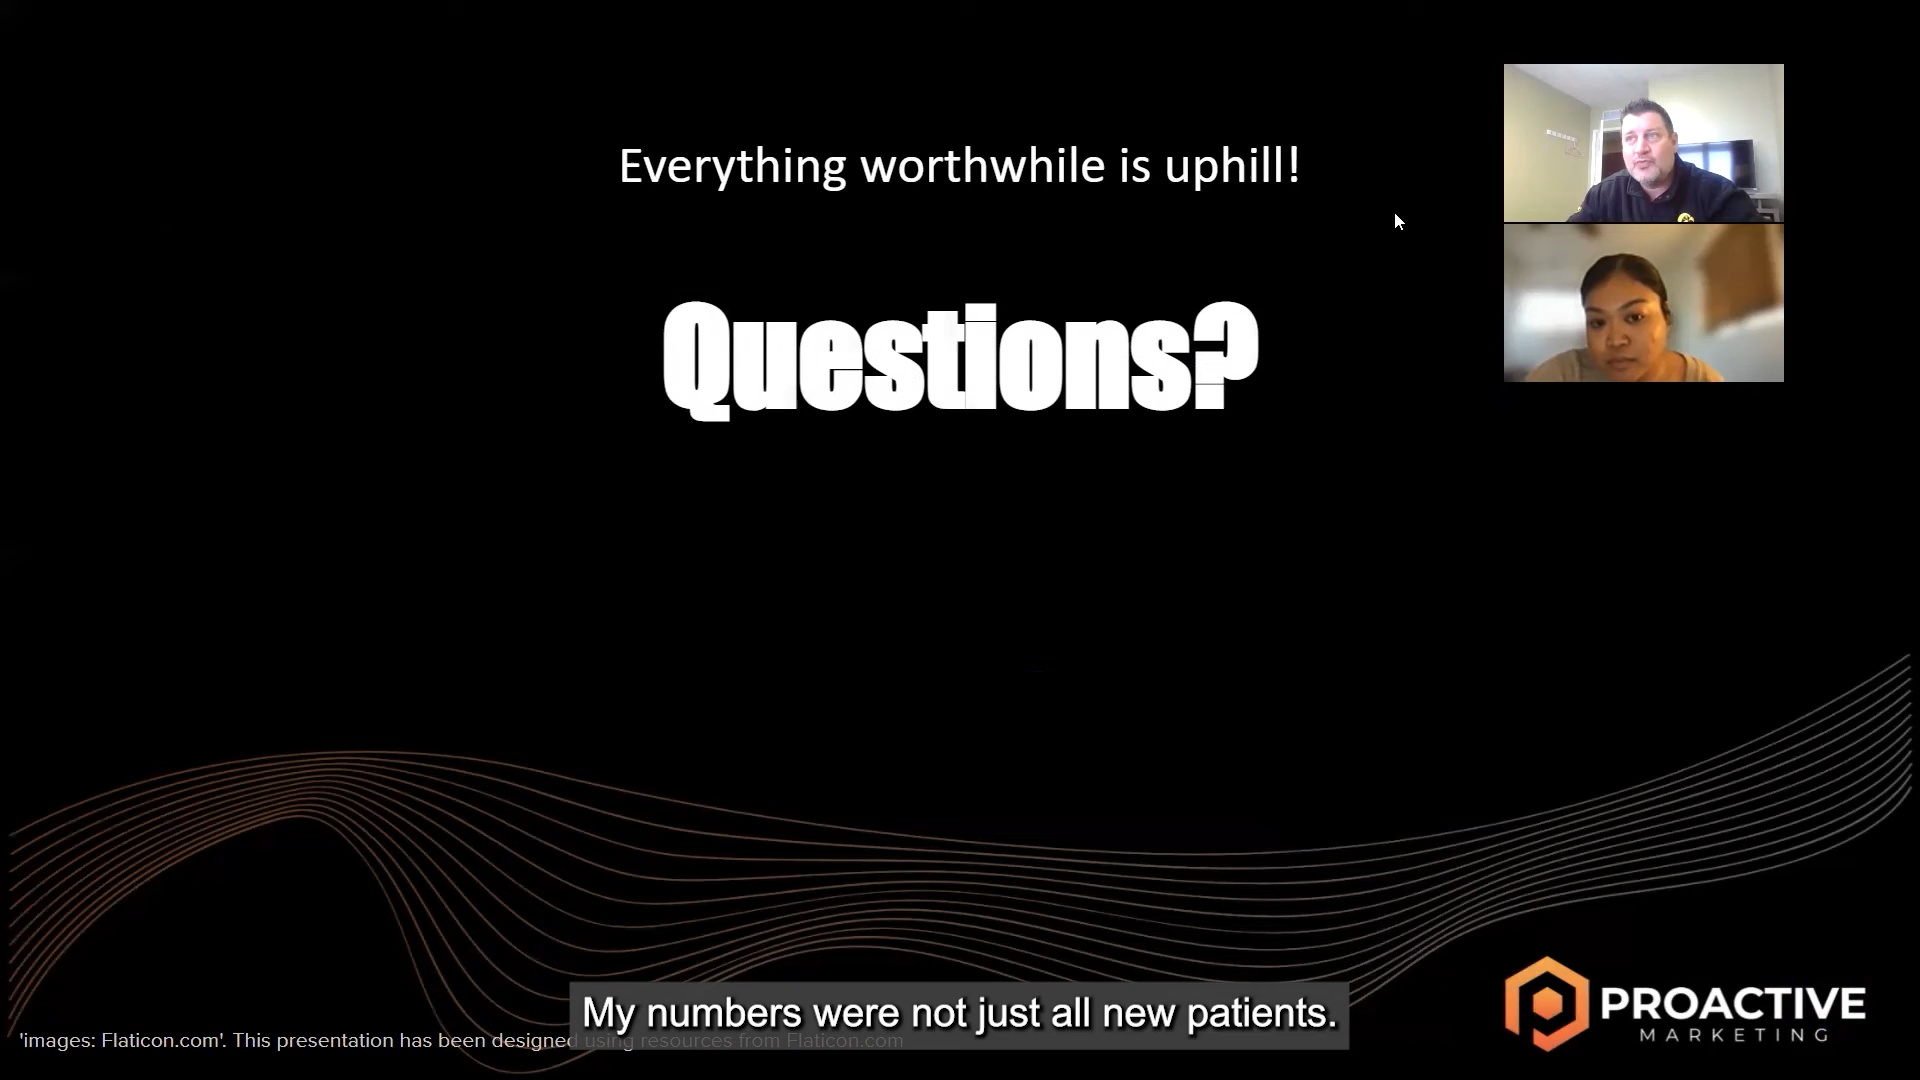 Everything worthwhile is uphill!
Questions?
My numbers were not just all new patients.
'images: Flaticon.com'. This presentation has been designed using resources from Flaticon.com
PROACTIVE
MARKETING